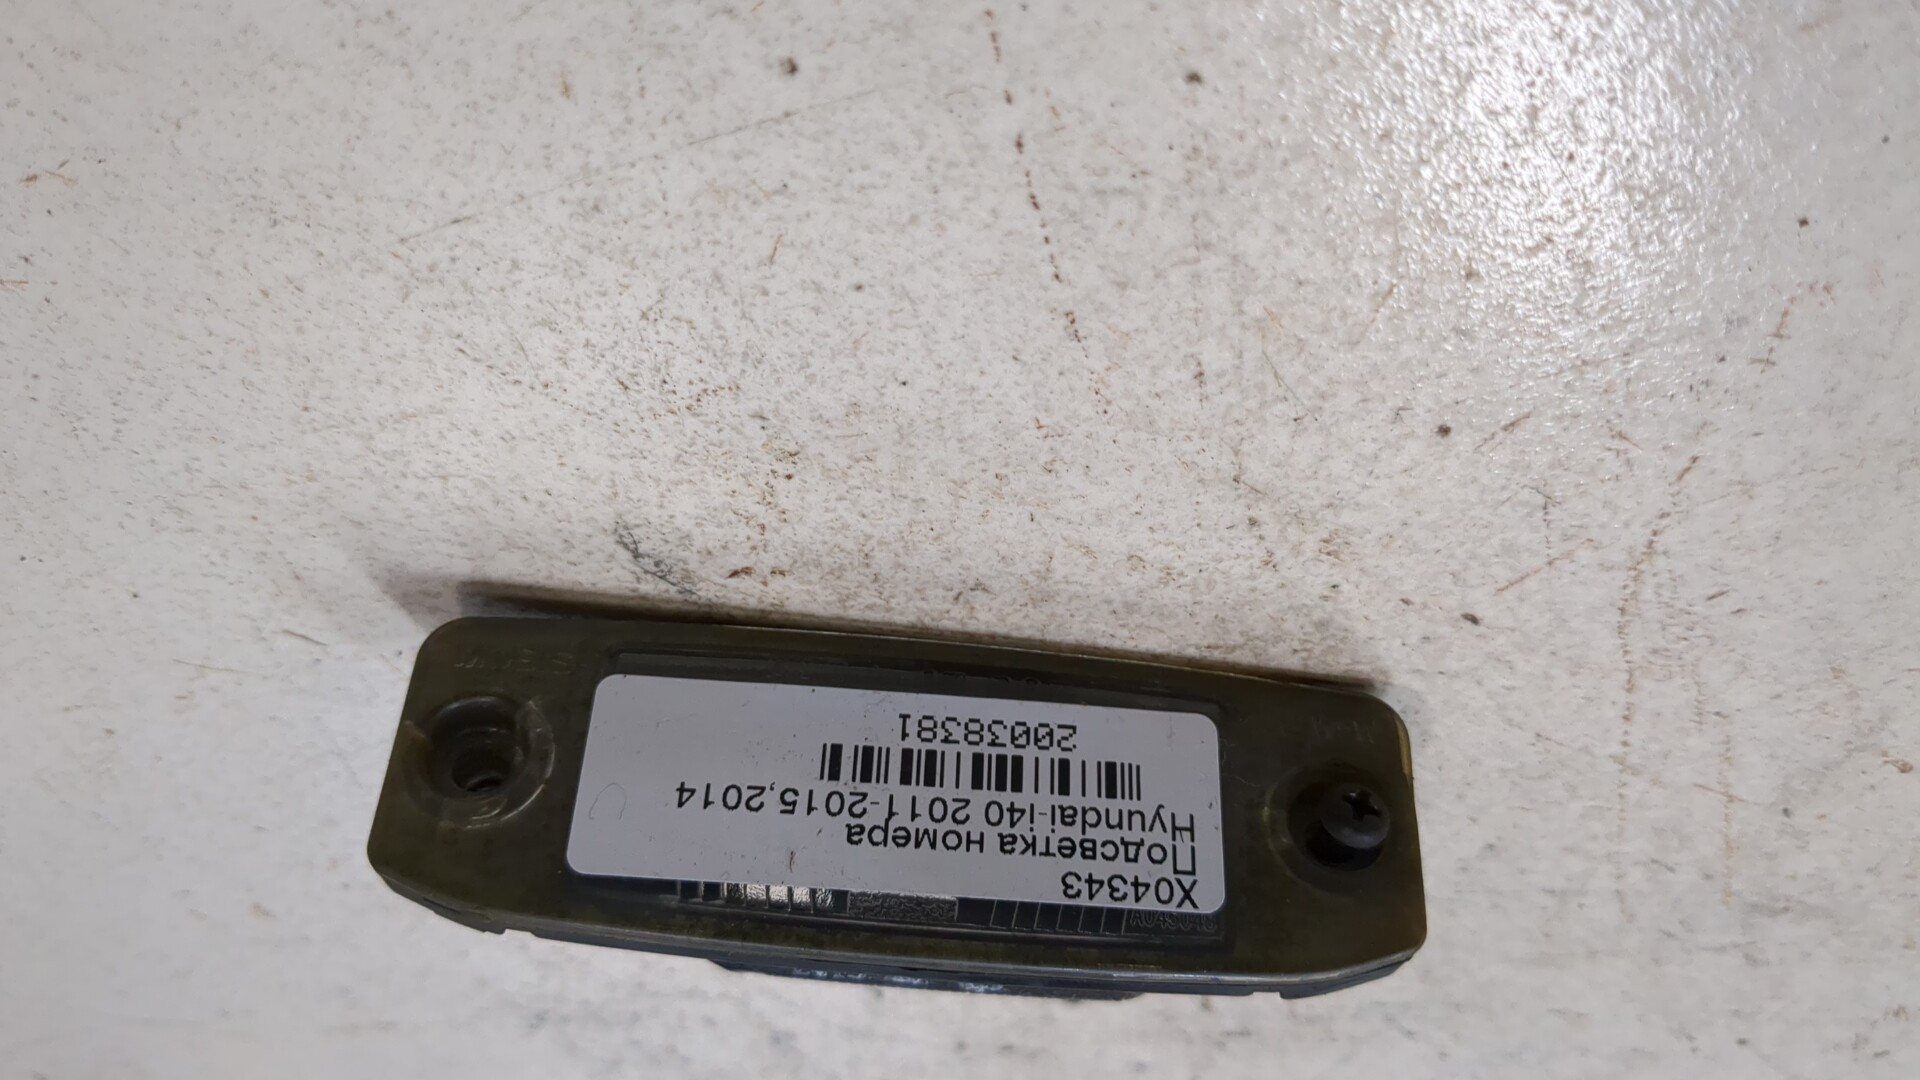 X04343
Подсветка номера
Hyundai-i40 2011-2015,2014
20038381